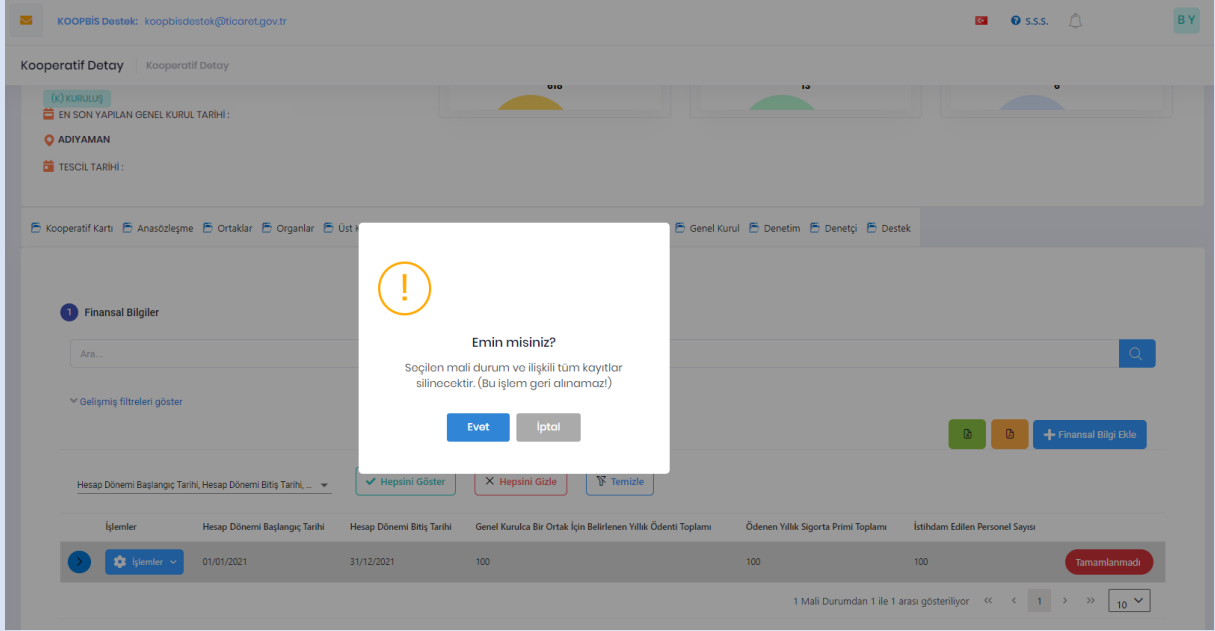 KOOPBİS Destek: koopbisdestek@ticaret.gov.tr
S.S.S.
B Y
Kooperatif Detay
Kooperatif Detay
(K) KURULUŞ
EN SON YAPILAN GENEL KURUL TARİHİ :
ADIYAMAN
TESCİL TARİHİ :
Kooperatif Kartı Anasözleşme Ortaklar Organlar Üst Genel Kurul Denetim Denetçi Destek
1 Finansal Bilgiler
Ara...
Gelişmiş filtreleri göster
Emin misiniz?
Seçilen mali durum ve ilişkili tüm kayıtlar
silinecektir. (Bu işlem geri alınamaz!)
Evet İptal
Finansal Bilgi Ekle
Hesap Dönemi Başlangıç Tarihi, Hesap Dönemi Bitiş Tarihi, ... Hepsini Göster Hepsini Gizle Temizle
İşlemler Hesap Dönemi Başlangıç Tarihi Hesap Dönemi Bitiş Tarihi Genel Kurulca Bir Ortak İçin Belirlenen Yıllık Ödenti Toplamı Ödenen Yıllık Sigorta Primi Toplamı İstihdam Edilen Personel Sayısı
İşlemler 01/01/2021 31/12/2021 100 100 100 Tamamlanmadı
1 Mali Durumdan 1 ile 1 arası gösteriliyor 1 10